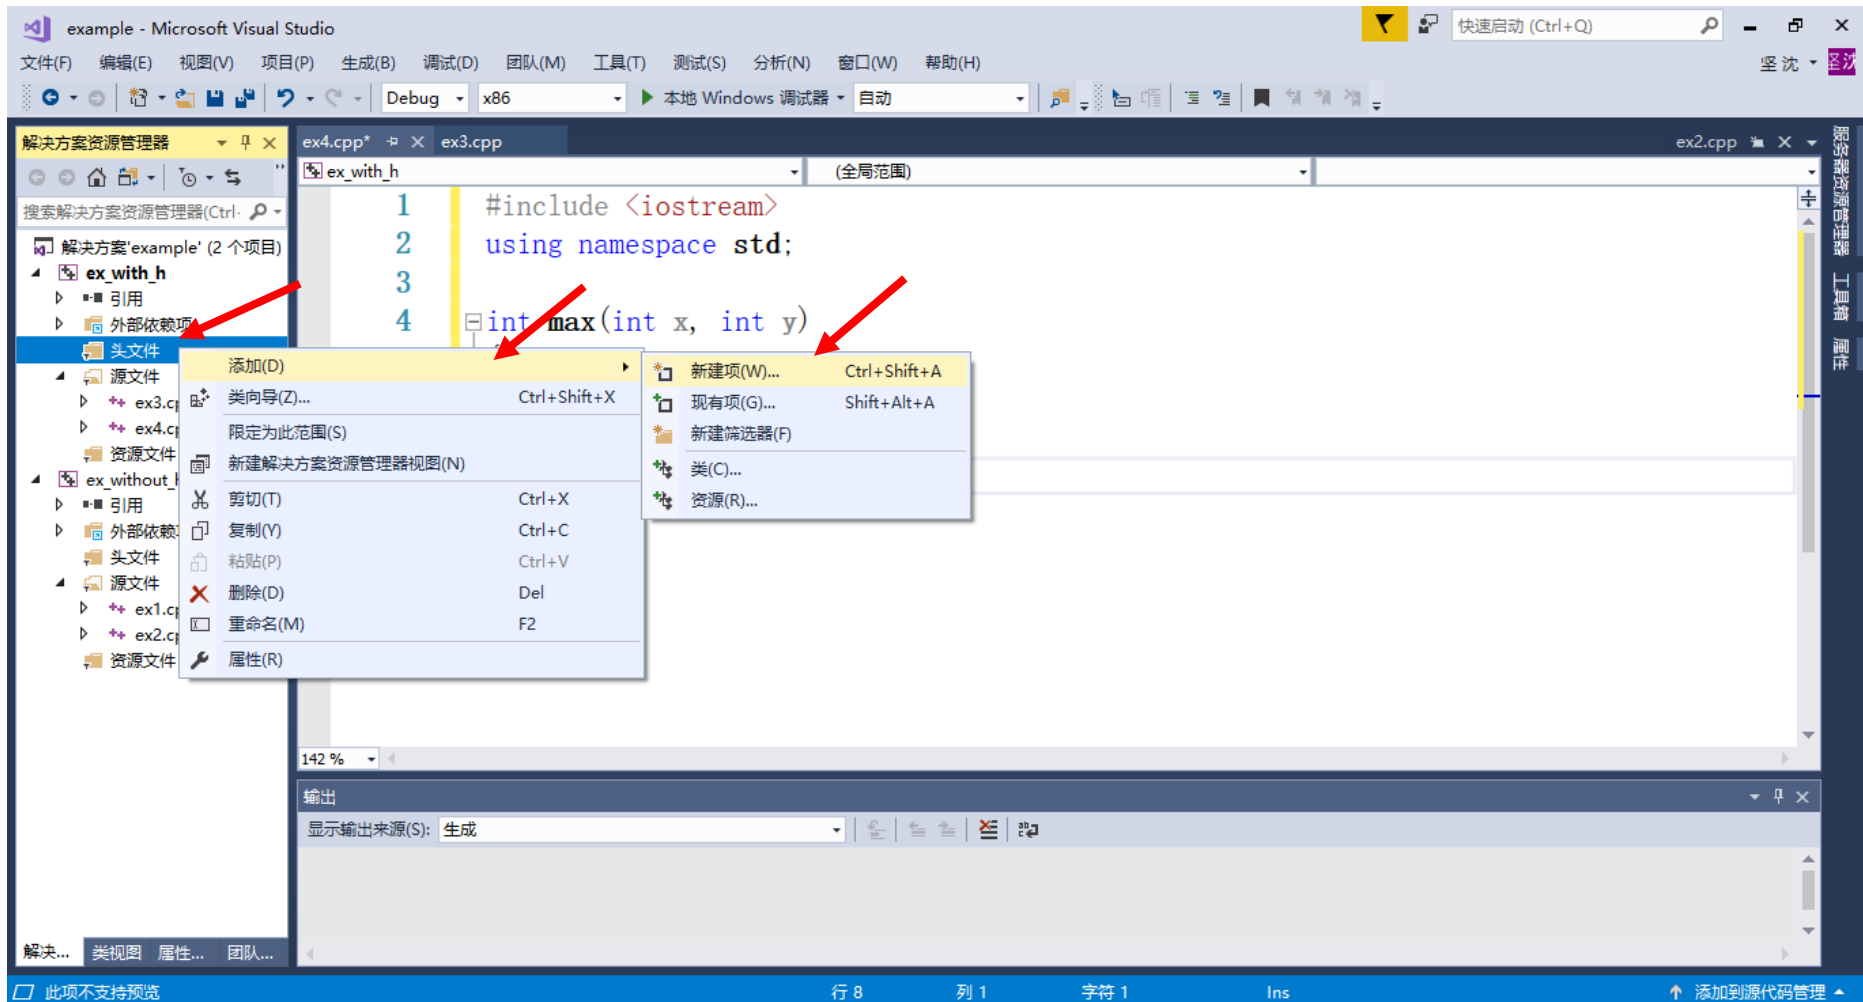 example - Microsoft Visual Studio
快速启动 (Ctrl+Q)
文件(F) 编辑(E) 视图(V) 项目(P) 生成(B) 调试(D) 团队(M) 工具(T) 测试(S) 分析(N) 窗口(W) 帮助(H)
坚 沈
Debug x86 本地 Windows 调试器 自动
解决方案资源管理器
搜索解决方案资源管理器(Ctrl
解决方案'example' (2 个项目)
ex_with_h
引用
外部依赖项
头文件
源文件
ex3.c
ex4.c
资源文件
ex_without_
引用
外部依赖
头文件
源文件
ex1.c
ex2.c
资源文件
解决... 类视图 属性... 团队...
ex4.cpp* ex3.cpp ex2.cpp
ex_with_h (全局范围)
1 #include <iostream>
2 using namespace std;
3
4 int max(int x, int y)
添加(D)
类向导(Z)... Ctrl+Shift+X
限定为此范围(S)
新建解决方案资源管理器视图(N)
剪切(T) Ctrl+X
复制(Y) Ctrl+C
粘贴(P) Ctrl+V
删除(D) Del
重命名(M) F2
属性(R)
新建项(W)... Ctrl+Shift+A
现有项(G)... Shift+Alt+A
新建筛选器(F)
类(C)...
资源(R)...
142 %
输出
显示输出来源(S): 生成
服务器资源管理器
工具箱
属性
此项不支持预览 行 8 列 1 字符 1 Ins 添加到源代码管理